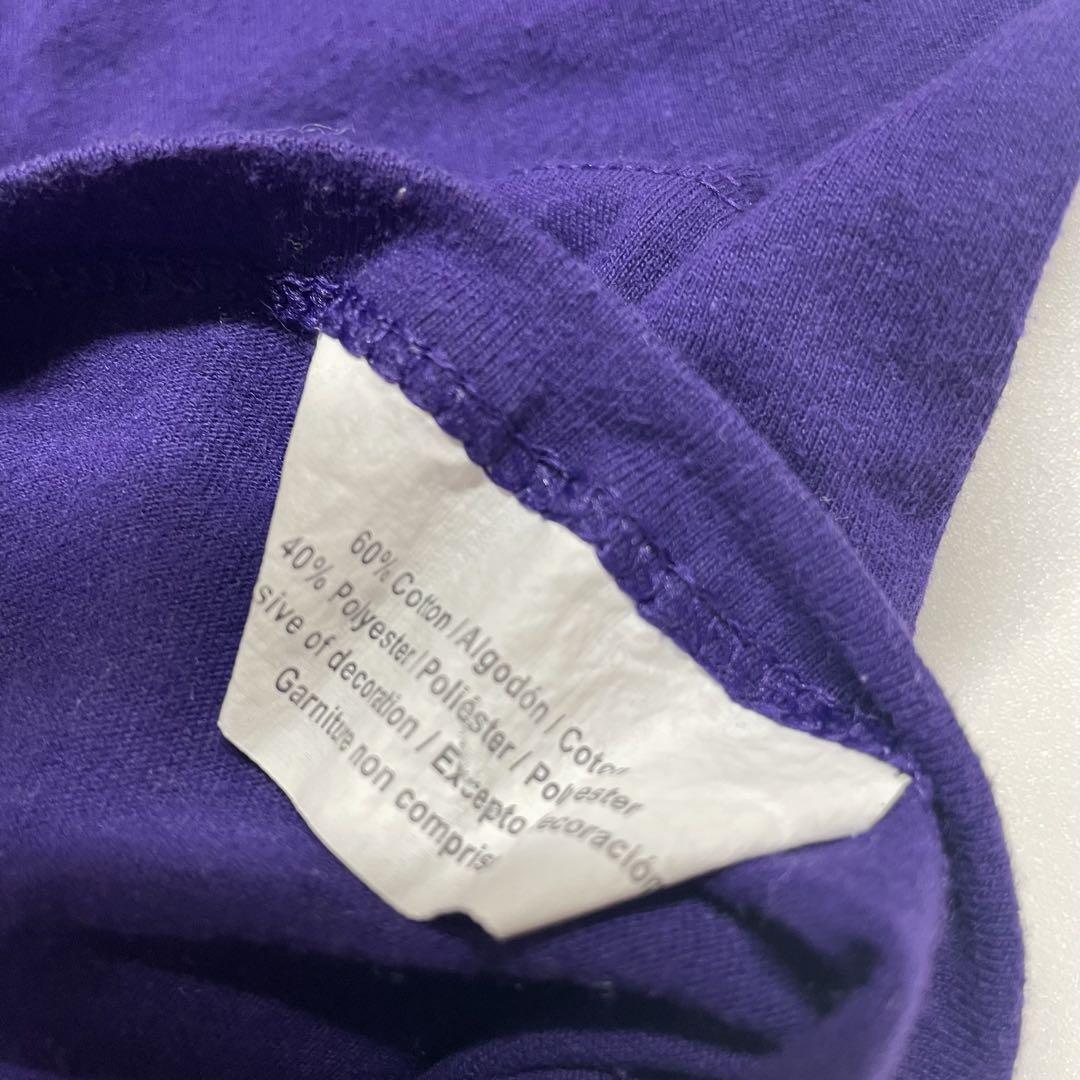 60% Cotton / Algodón / Coton
40% Polyester / Poliéster / Polyester
sive of decoration / Excepto decoración
Garniture non compris